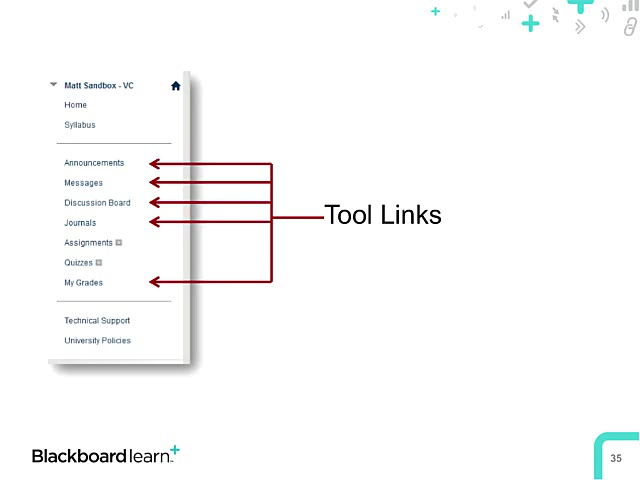 Matt Sandbox - VC
Home
Syllabus
Announcements
Messages
Discussion Board
Journals
Assignments
Quizzes
My Grades
Technical Support
University Policies
Tool Links
Blackboard learn+
35